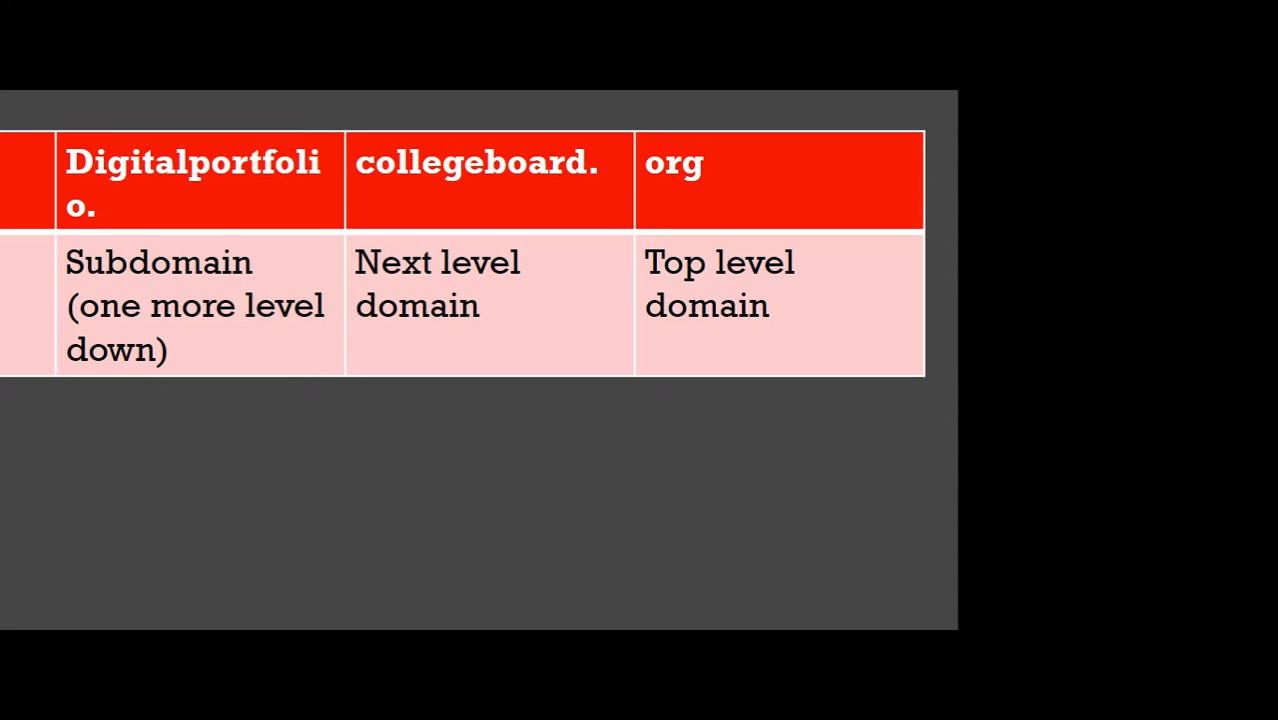 Digitalportfoli
o.
collegeboard.
org
Subdomain
(one more level
down)
Next level
domain
Top level
domain